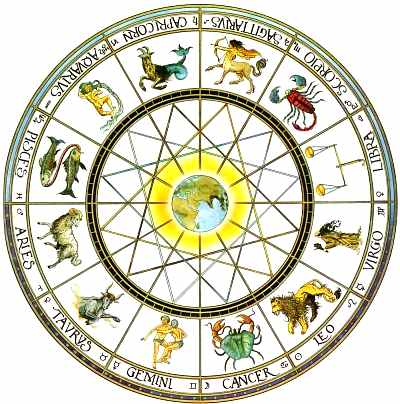 ARIES
TAURUS
GEMINI
CANCER
LEO
VIRGO
LIBRA
SCORPIO
SAGITTARIUS
CAPRICORN
AQUARIUS
PISCES